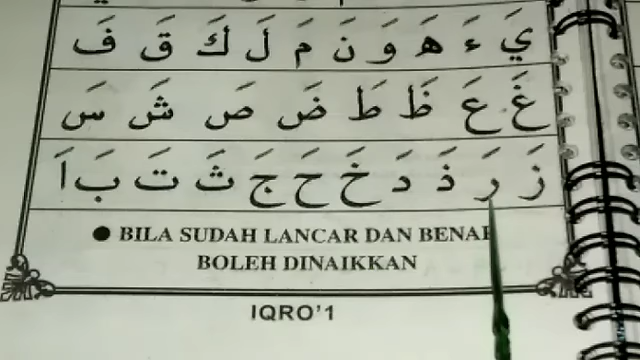 يَ ءَ هَ وَ نَ مَ لَ كَ قَ فَ
غَ عَ ظَ طَ ضَ صَ شَ سَ
زَ رَ ذَ دَ خَ حَ جَ ثَ تَ بَ اَ
● BILA SUDAH LANCAR DAN BENAR
BOLEH DINAIKKAN
IQRO'1